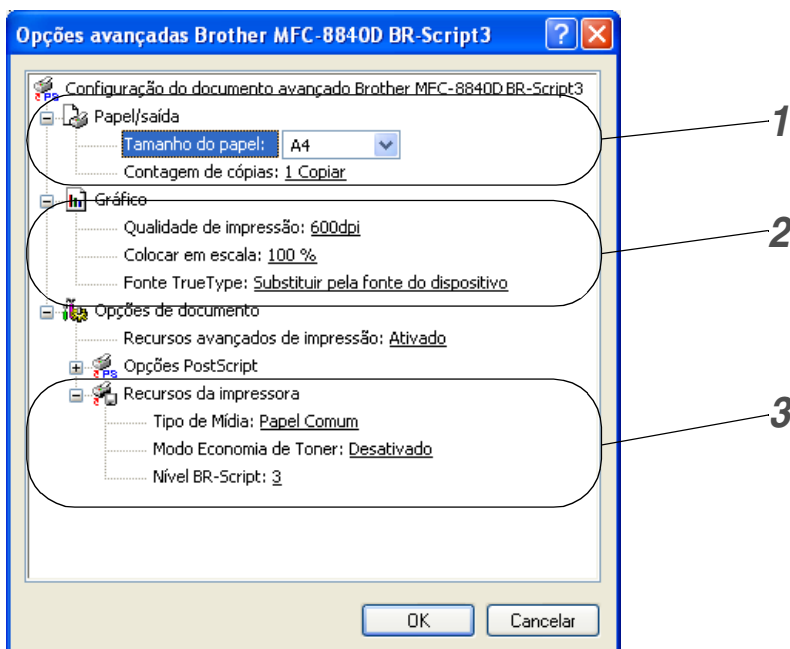 Opções avançadas Brother MFC-8840D BR-Script3
Configuração do documento avançado Brother MFC-8840D BR-Script3
Papel/saída
Tamanho do papel: A4
Contagem de cópias: 1 Copiar
Gráfico
Qualidade de impressão: 600dpi
Colocar em escala: 100 %
Fonte TrueType: Substituir pela fonte do dispositivo
Opções de documento
Recursos avançados de impressão: Ativado
PS Opções PostScript
Recursos da impressora
Tipo de Mídia: Papel Comum
Modo Economia de Toner: Desativado
Nível BR-Script: 3
OK Cancelar
1
2
3